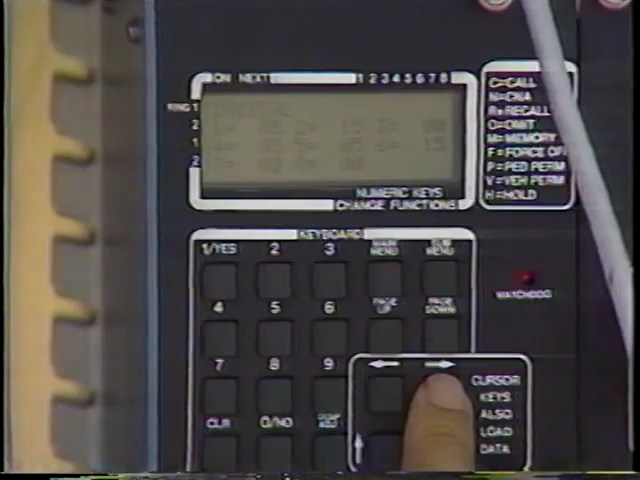 ON NEXT 1 2 3 4 5 6 7 8
RING 1
2
1
2
NUMERIC KEYS
CHANGE FUNCTIONS
C=CALL
N=CNA
R=RECALL
O=OMIT
M=MEMORY
F=FORCE OFF
P=PED PERM
V=VEH PERM
H=HOLD
KEYBOARD
1/YES 2 3 MAIN MENU SUB MENU
4 5 6 PAGE UP PAGE DOWN
7 8 9 ← →
CLR 0/NO
WATCHDOG
CURSOR
KEYS
ALSO
LOAD
DATA